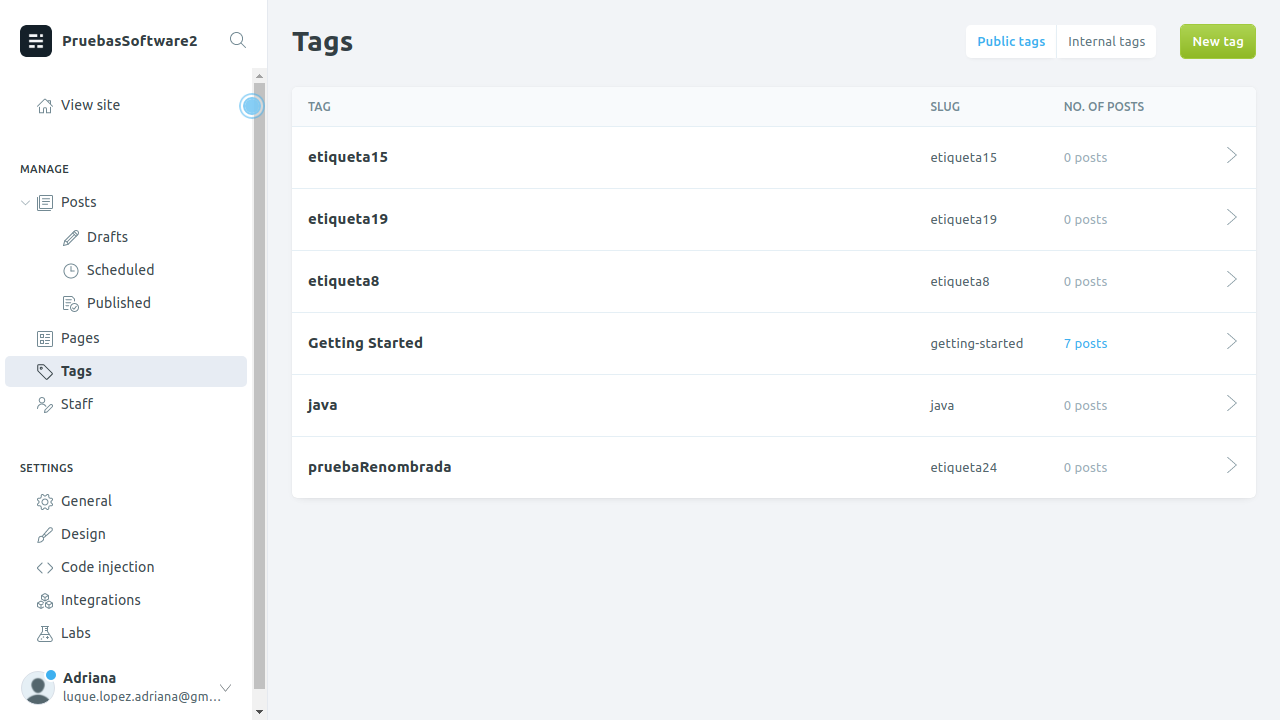 PruebasSoftware2
View site
MANAGE
Posts
Drafts
Scheduled
Published
Pages
Tags
Staff
SETTINGS
General
Design
Code injection
Integrations
Labs
Adriana
luque.lopez.adriana@gm...
Tags
Public tags Internal tags New tag
TAG SLUG NO. OF POSTS
etiqueta15 etiqueta15 0 posts
etiqueta19 etiqueta19 0 posts
etiqueta8 etiqueta8 0 posts
Getting Started getting-started 7 posts
java java 0 posts
pruebaRenombrada etiqueta24 0 posts